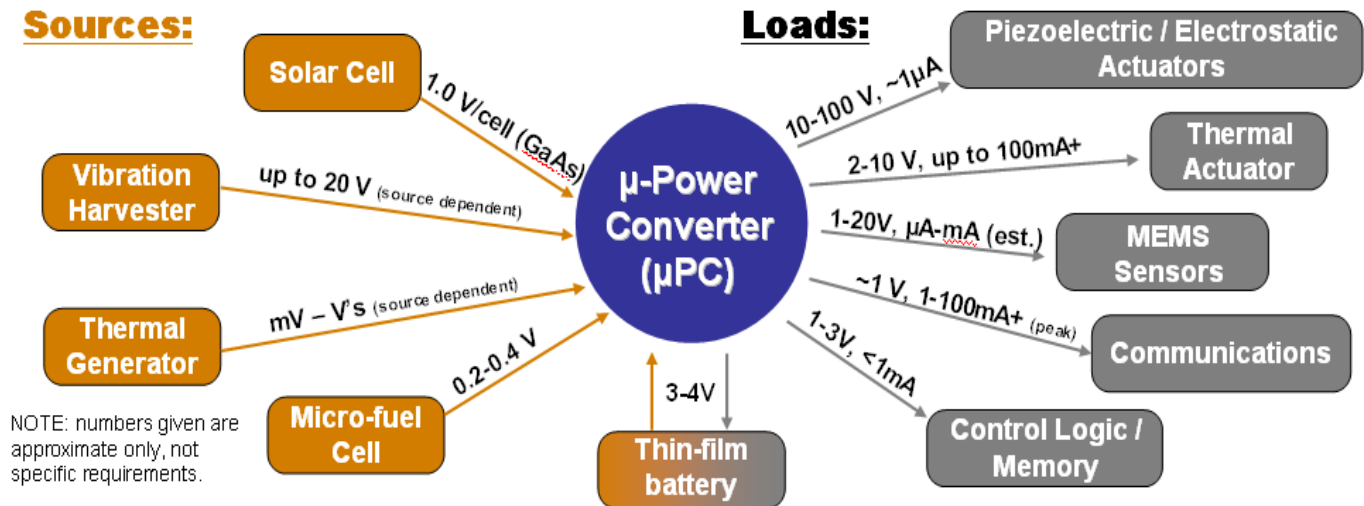 Sources:
Loads:
Solar Cell
1.0 V/cell (GaAs)
Vibration
Harvester
up to 20 V (source dependent)
Thermal
Generator
mV – V's (source dependent)
Micro-fuel
Cell
0.2-0.4 V
NOTE: numbers given are
approximate only, not
specific requirements.
µ-Power
Converter
(µPC)
3-4V
Thin-film
battery
Piezoelectric / Electrostatic
Actuators
10-100 V, ~1µA
Thermal
Actuator
2-10 V, up to 100mA+
MEMS
Sensors
1-20V, µA-mA (est.)
Communications
~1 V, 1-100mA+ (peak)
Control Logic /
Memory
1-3V, <1mA